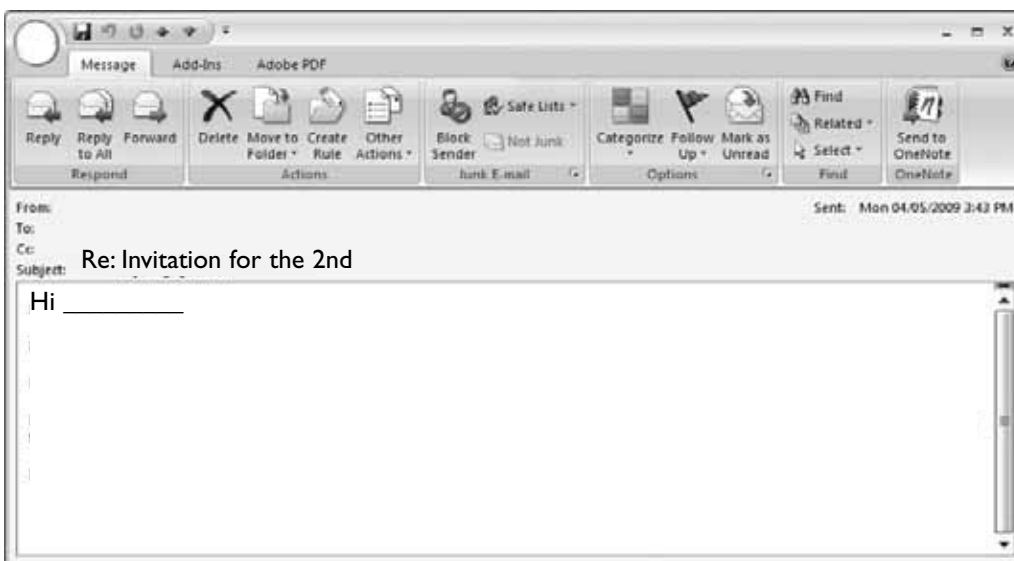 Message Add-Ins Adobe PDF
Reply Reply to All Forward Delete Move to Folder Create Rule Other Actions Block Sender Safe Lists Not Junk Categorize Follow Up Mark as Unread Find Related Select Send to OneNote
Respond Actions Junk E-mail Options Find OneNote
From: Sent: Mon 04/05/2009 3:43 PM
To:
Cc:
Subject: Re: Invitation for the 2nd
Hi _________